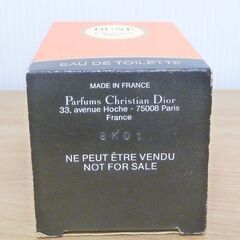 EAU DE TOILETTE
MADE IN FRANCE
Parfums Christian Dior
33, avenue Hoche - 75008 Paris
France
8K01
NE PEUT ÊTRE VENDU
NOT FOR SALE